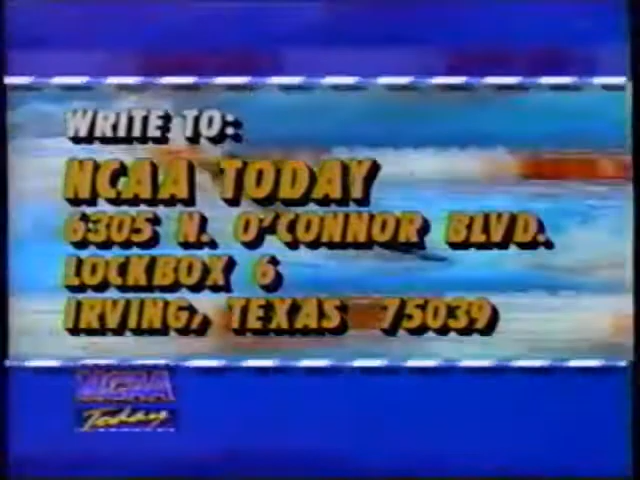 WRITE TO:
NCAA TODAY
6305 N. O'CONNOR BLVD.
LOCKBOX 6
IRVING, TEXAS 75039
NCAA
Today